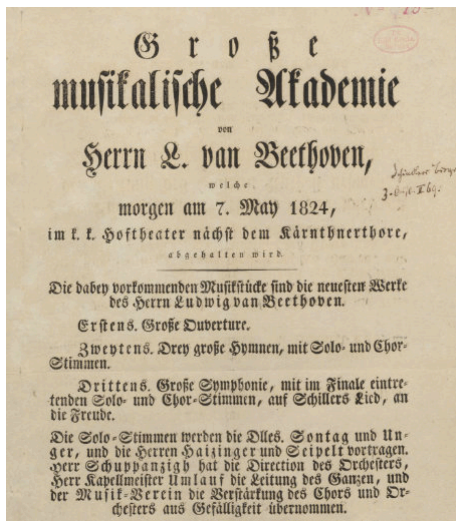 Große
musikalische Akademie
von
Herrn L. van Beethoven,
welche
morgen am 7. May 1824,
im k. k. Hoftheater nächst dem Kärnthnerthore,
abgehalten wird.
Die dabey vorkommenden Musikstücke sind die neuesten Werke
des Herrn Ludwig van Beethoven.
Erstens. Große Ouverture.
Zweytens. Drey große Hymnen, mit Solo- und Chor-
Stimmen.
Drittens. Große Symphonie, mit im Finale eintre-
tenden Solo- und Chor-Stimmen, auf Schillers Lied, an
die Freude.
Die Solo-Stimmen werden die Dlles. Sontag und Un-
ger, und die Herren Haizinger und Seipelt vortragen.
Herr Schuppanzigh hat die Direction des Orchesters,
Herr Kapellmeister Umlauf die Leitung des Ganzen, und
der Musik-Verein die Verstärkung des Chors und Or-
chesters aus Gefälligkeit übernommen.